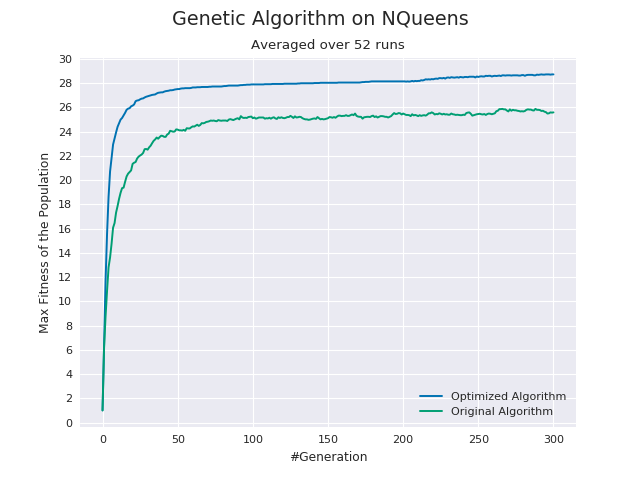 Genetic Algorithm on NQueens
Averaged over 52 runs
Max Fitness of the Population
30
28
26
24
22
20
18
16
14
12
10
8
6
4
2
0
Optimized Algorithm
Original Algorithm
0 50 100 150 200 250 300
#Generation